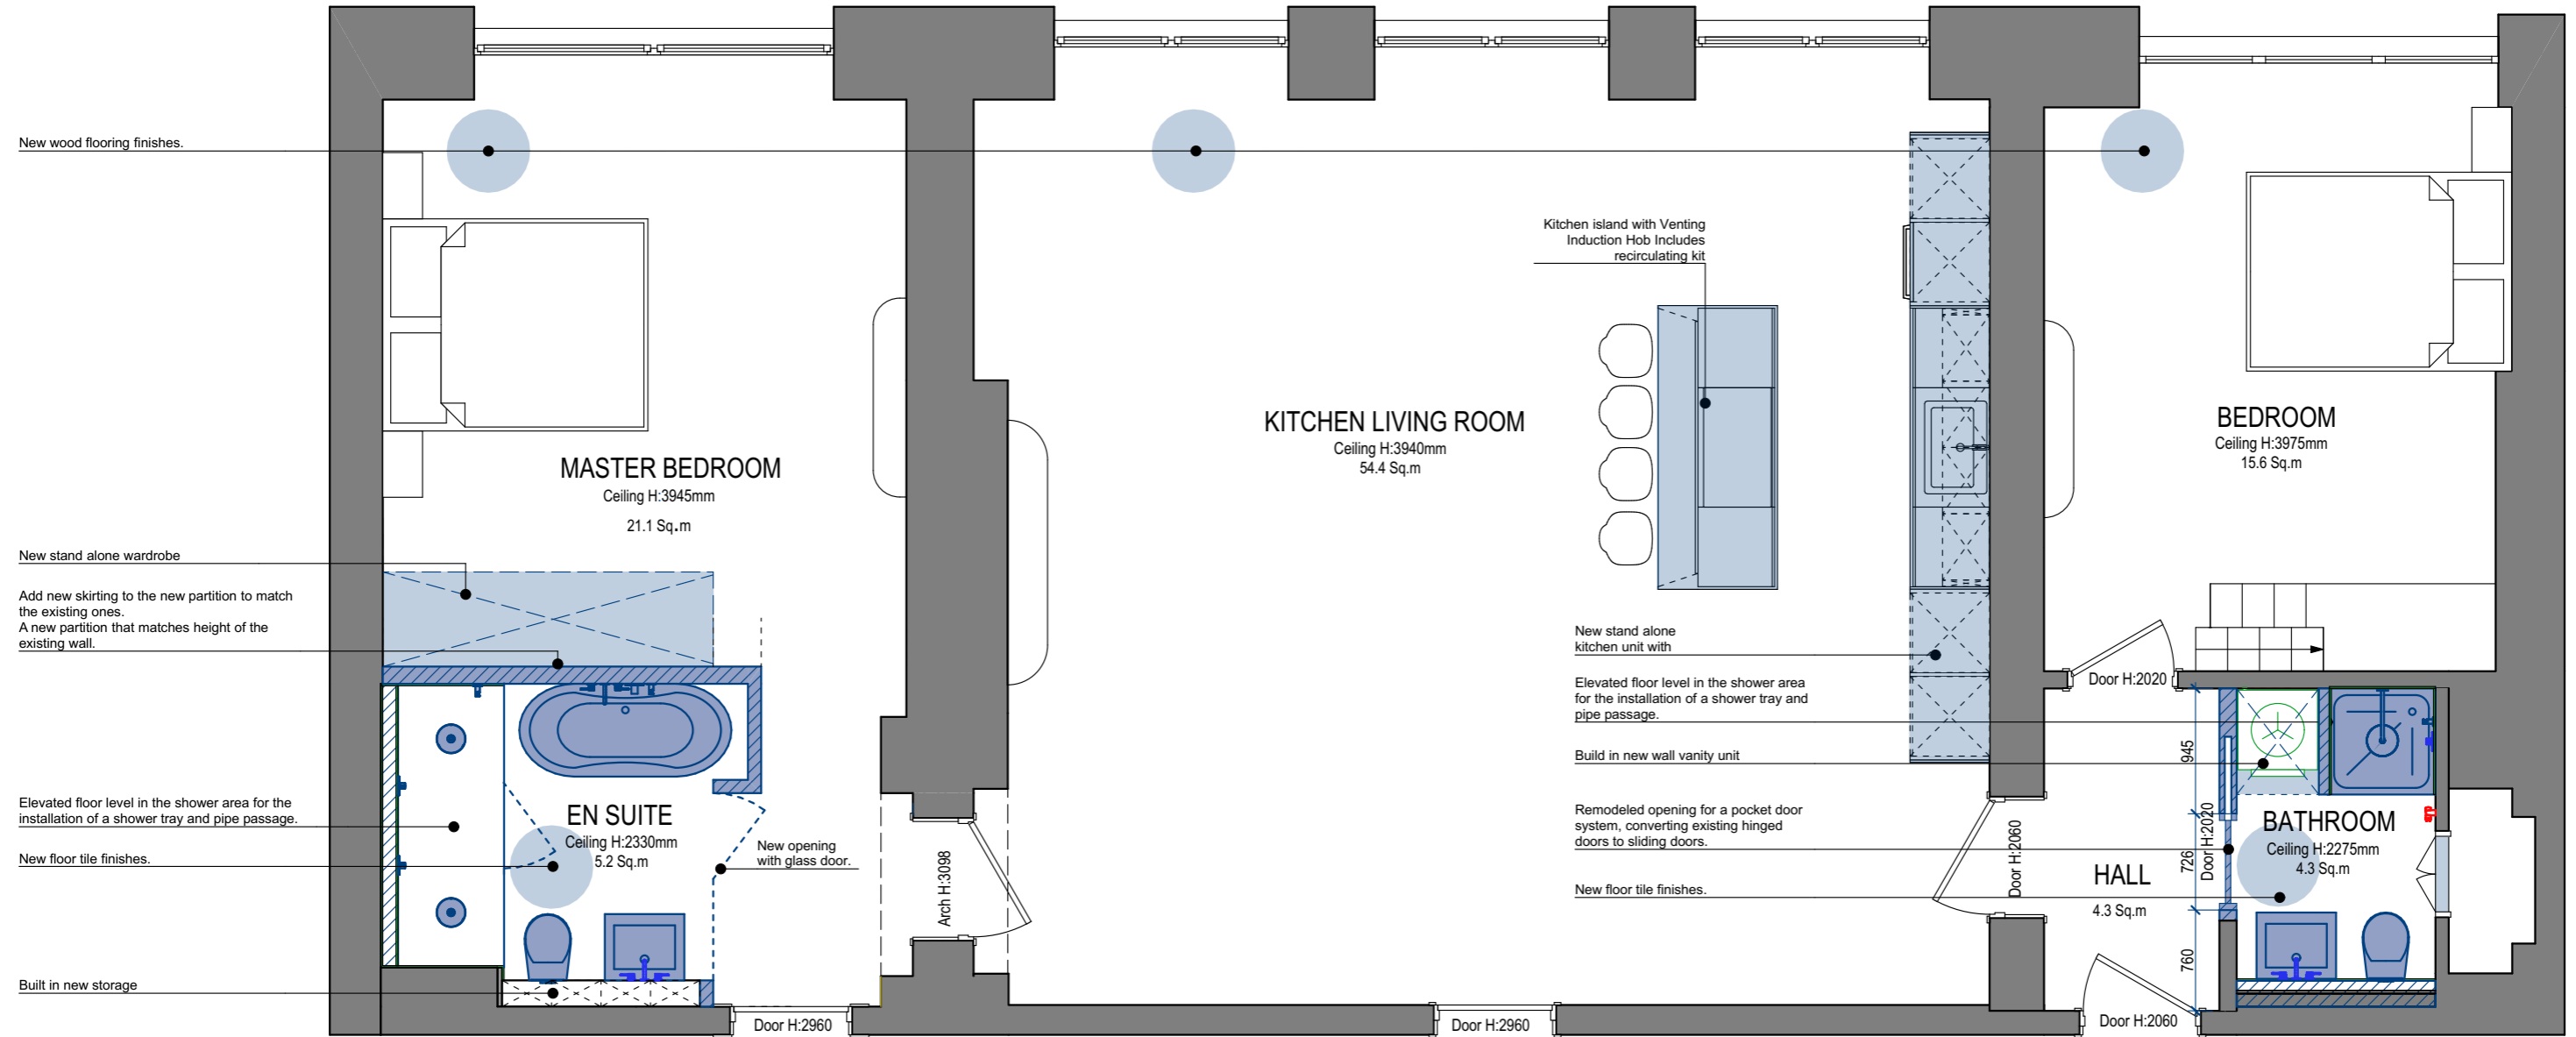 New wood flooring finishes.
Kitchen island with Venting
Induction Hob Includes
recirculating kit
MASTER BEDROOM
Ceiling H:3945mm
21.1 Sq.m
KITCHEN LIVING ROOM
Ceiling H:3940mm
54.4 Sq.m
BEDROOM
Ceiling H:3975mm
15.6 Sq.m
New stand alone wardrobe
Add new skirting to the new partition to match
the existing ones.
A new partition that matches height of the
existing wall.
Elevated floor level in the shower area for the
installation of a shower tray and pipe passage.
New floor tile finishes.
Built in new storage
EN SUITE
Ceiling H:2330mm
5.2 Sq.m
New opening
with glass door.
Arch H:3098
Door H:2960
Door H:2960
New stand alone
kitchen unit with
Elevated floor level in the shower area
for the installation of a shower tray and
pipe passage.
Build in new wall vanity unit
Remodeled opening for a pocket door
system, converting existing hinged
doors to sliding doors.
New floor tile finishes.
Door H:2060
Door H:2020
HALL
4.3 Sq.m
945
726
760
Door H:2020
BATHROOM
Ceiling H:2275mm
4.3 Sq.m
Door H:2060